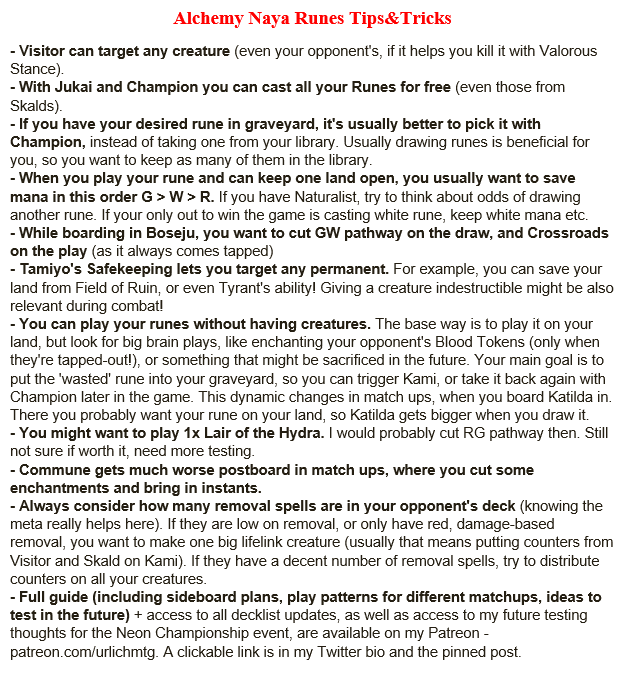 Alchemy Naya Runes Tips&Tricks
- Visitor can target any creature (even your opponent's, if it helps you kill it with Valorous
Stance).
- With Jukai and Champion you can cast all your Runes for free (even those from
Skalds).
- If you have your desired rune in graveyard, it's usually better to pick it with
Champion, instead of taking one from your library. Usually drawing runes is beneficial for
you, so you want to keep as many of them in the library.
- When you play your rune and can keep one land open, you usually want to save
mana in this order G > W > R. If you have Naturalist, try to think about odds of drawing
another rune. If your only out to win the game is casting white rune, keep white mana etc.
- While boarding in Boseju, you want to cut GW pathway on the draw, and Crossroads
on the play (as it always comes tapped)
- Tamiyo's Safekeeping lets you target any permanent. For example, you can save your
land from Field of Ruin, or even Tyrant's ability! Giving a creature indestructible might be also
relevant during combat!
- You can play your runes without having creatures. The base way is to play it on your
land, but look for big brain plays, like enchanting your opponent's Blood Tokens (only when
they're tapped-out!), or something that might be sacrificed in the future. Your main goal is to
put the 'wasted' rune into your graveyard, so you can trigger Kami, or take it back again with
Champion later in the game. This dynamic changes in match ups, when you board Katilda in.
There you probably want your rune on your land, so Katilda gets bigger when you draw it.
- You might want to play 1x Lair of the Hydra. I would probably cut RG pathway then. Still
not sure if worth it, need more testing.
- Commune gets much worse postboard in match ups, where you cut some
enchantments and bring in instants.
- Always consider how many removal spells are in your opponent's deck (knowing the
meta really helps here). If they are low on removal, or only have red, damage-based
removal, you want to make one big lifelink creature (usually that means putting counters from
Visitor and Skald on Kami). If they have a decent number of removal spells, try to distribute
counters on all your creatures.
- Full guide (including sideboard plans, play patterns for different matchups, ideas to
test in the future) + access to all decklist updates, as well as access to my future testing
thoughts for the Neon Championship event, are available on my Patreon -
patreon.com/urlichmtg. A clickable link is in my Twitter bio and the pinned post.